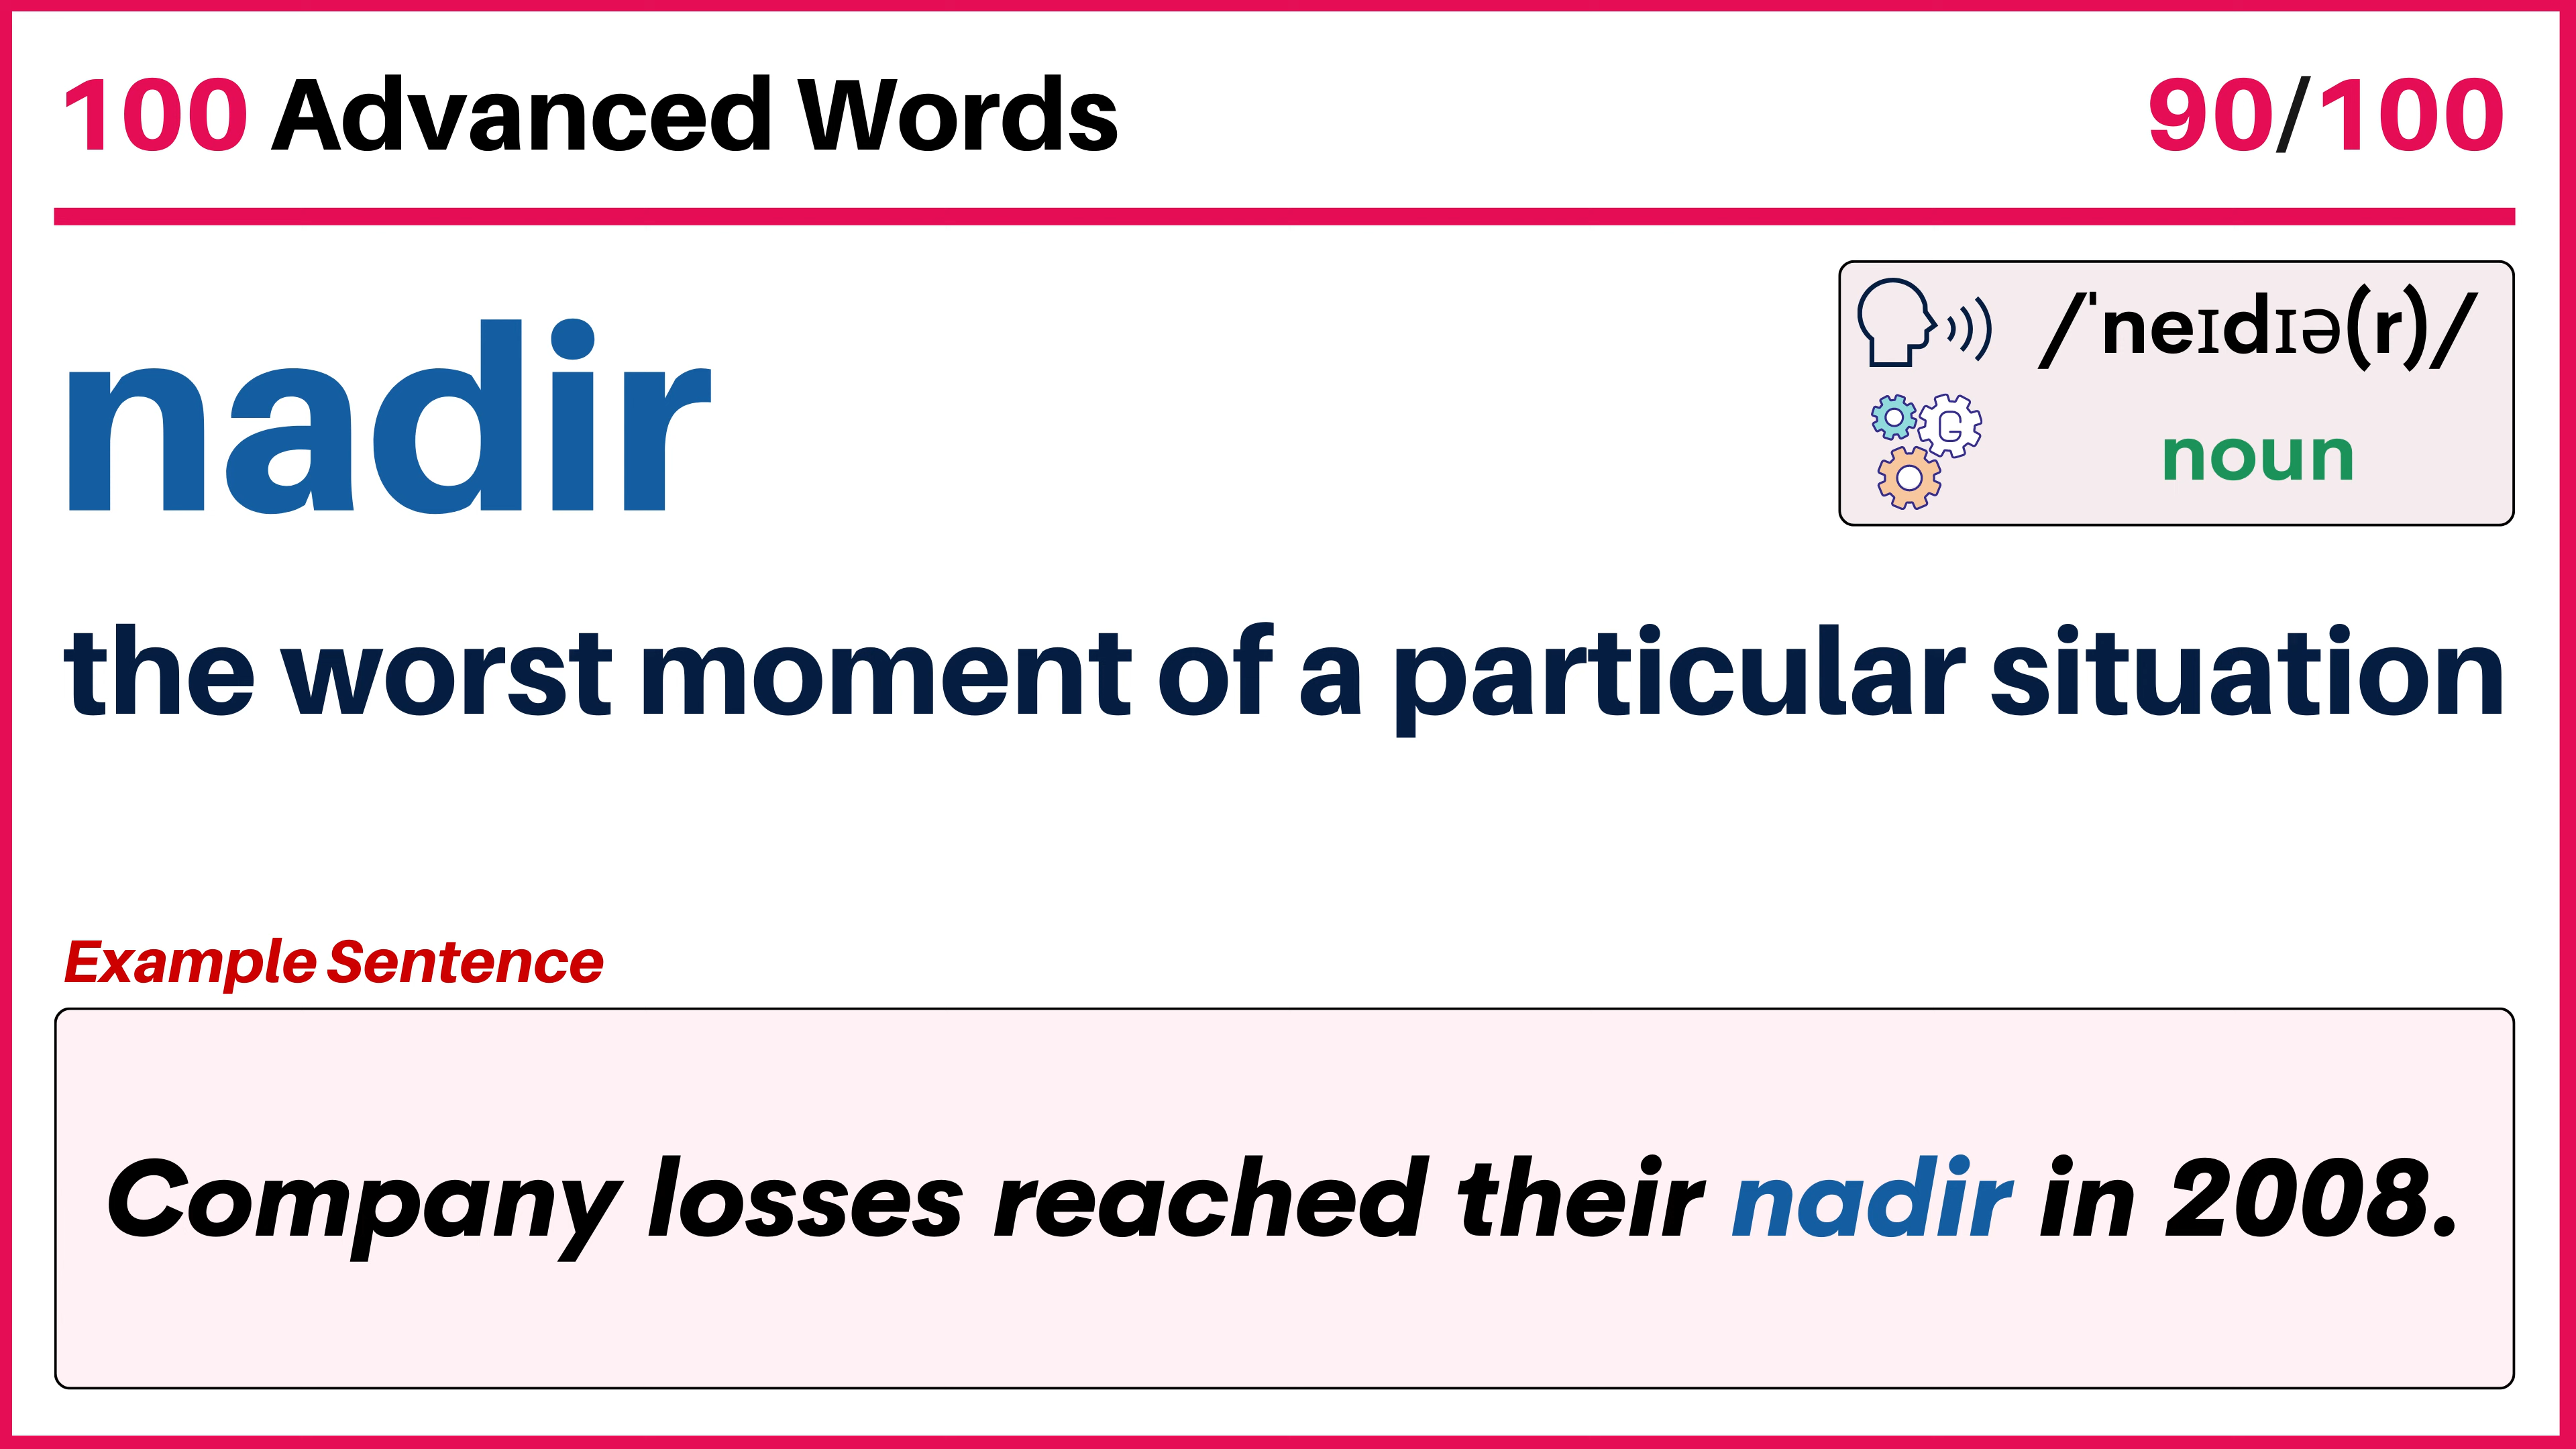 100 Advanced Words
90/100
nadir
/ˈneɪdɪə(r)/
G
noun
the worst moment of a particular situation
Example Sentence
Company losses reached their nadir in 2008.